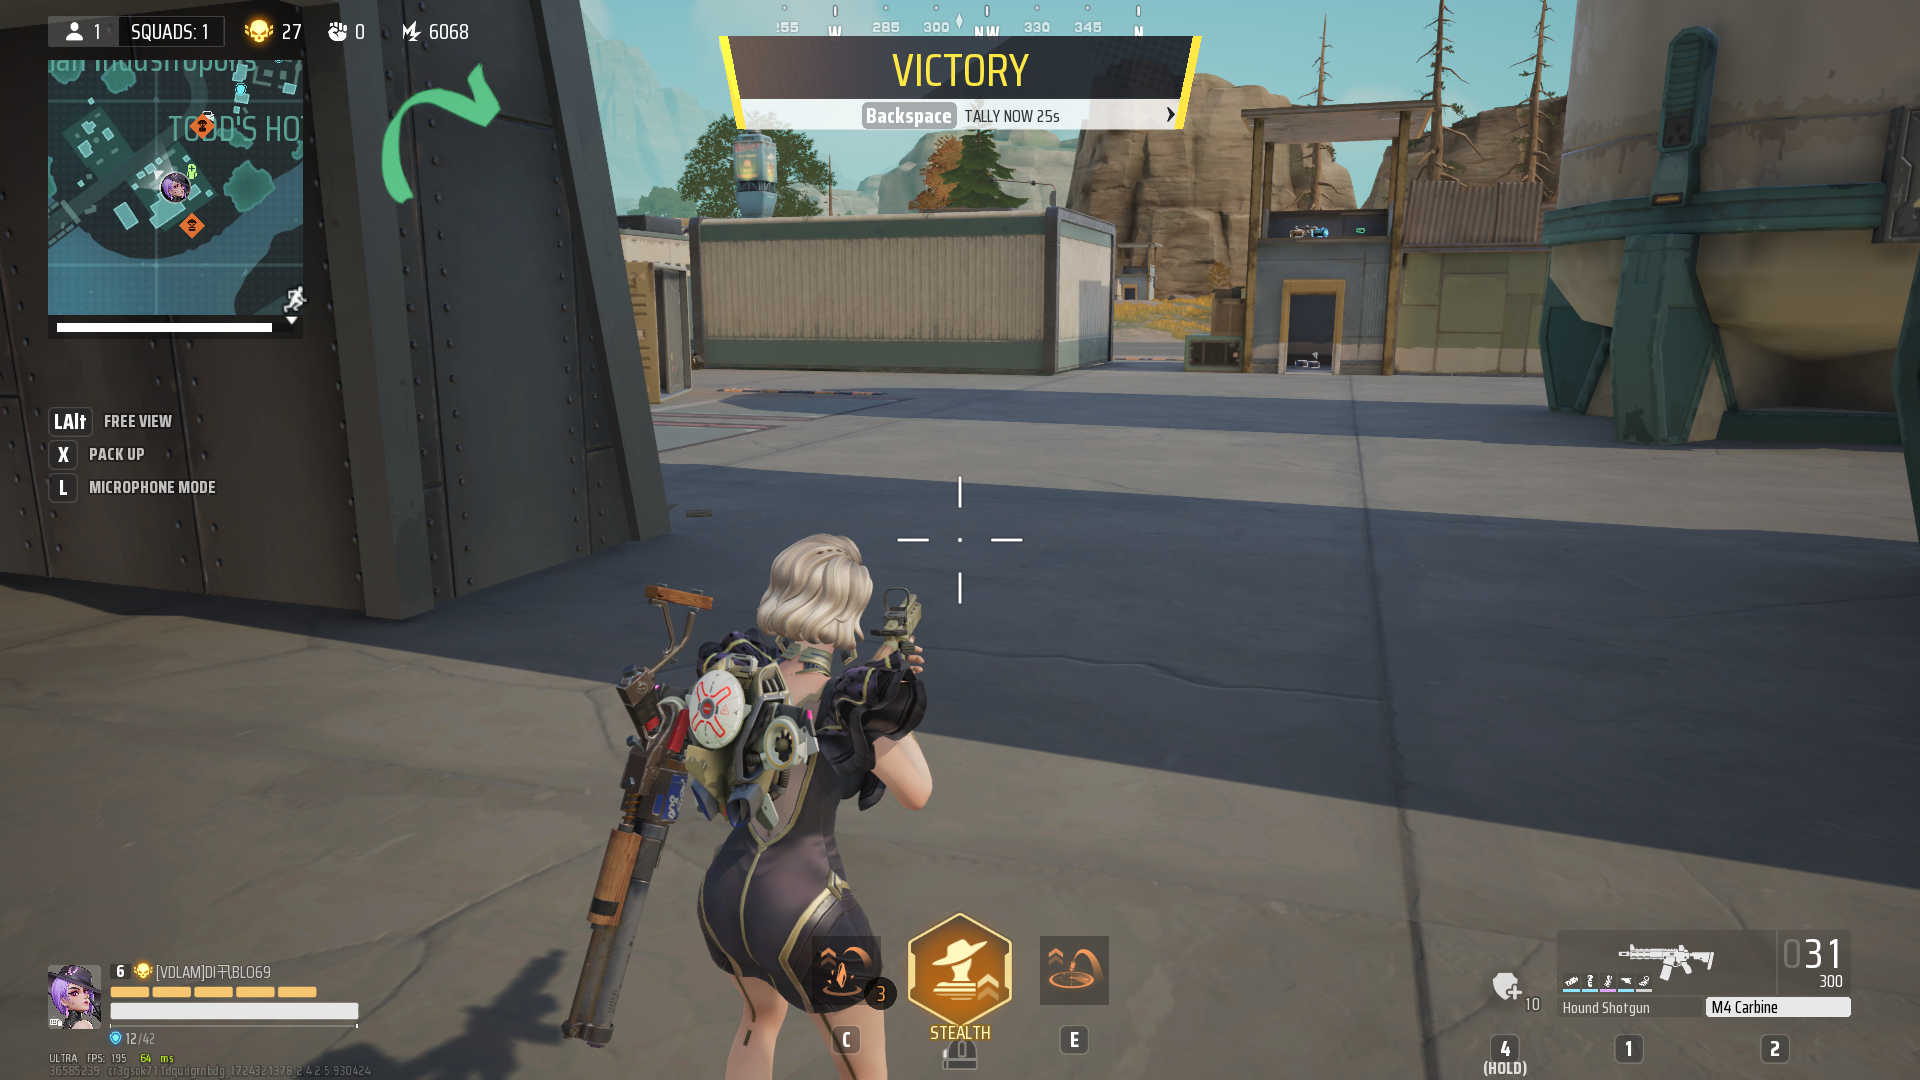 1
SQUADS: 1
27
0
6068
W
285
300
NW
330
345
N
VICTORY
Backspace TALLY NOW 25s
TODD'S HO
LAlt FREE VIEW
X PACK UP
L MICROPHONE MODE
6
12/42
ULTRA FPS: 195 64 ms
3
STEALTH
C
Q
E
10
031
300
Hound Shotgun
M4 Carbine
4
(HOLD)
1
2